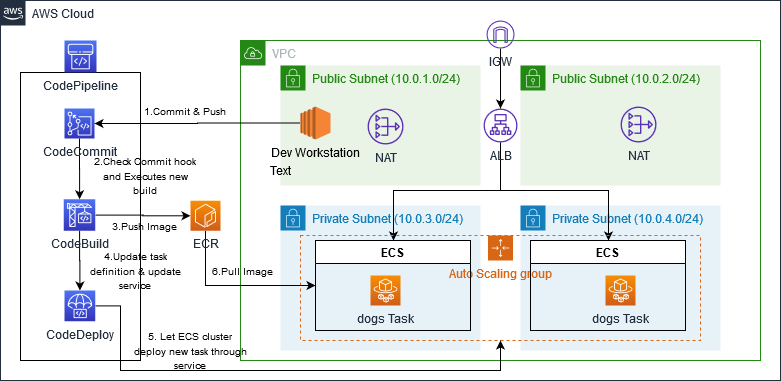 aws
AWS Cloud
VPC
IGW
CodePipeline
Public Subnet (10.0.1.0/24)
Public Subnet (10.0.2.0/24)
CodeCommit
1.Commit & Push
Dev Workstation
Text
NAT
ALB
NAT
2.Check Commit hook
and Executes new
build
CodeBuild
3.Push Image
ECR
Private Subnet (10.0.3.0/24)
Private Subnet (10.0.4.0/24)
ECS
ECS
4.Update task
definition & update
service
6.Pull Image
Auto Scaling group
dogs Task
dogs Task
CodeDeploy
5. Let ECS cluster
deploy new task through
service